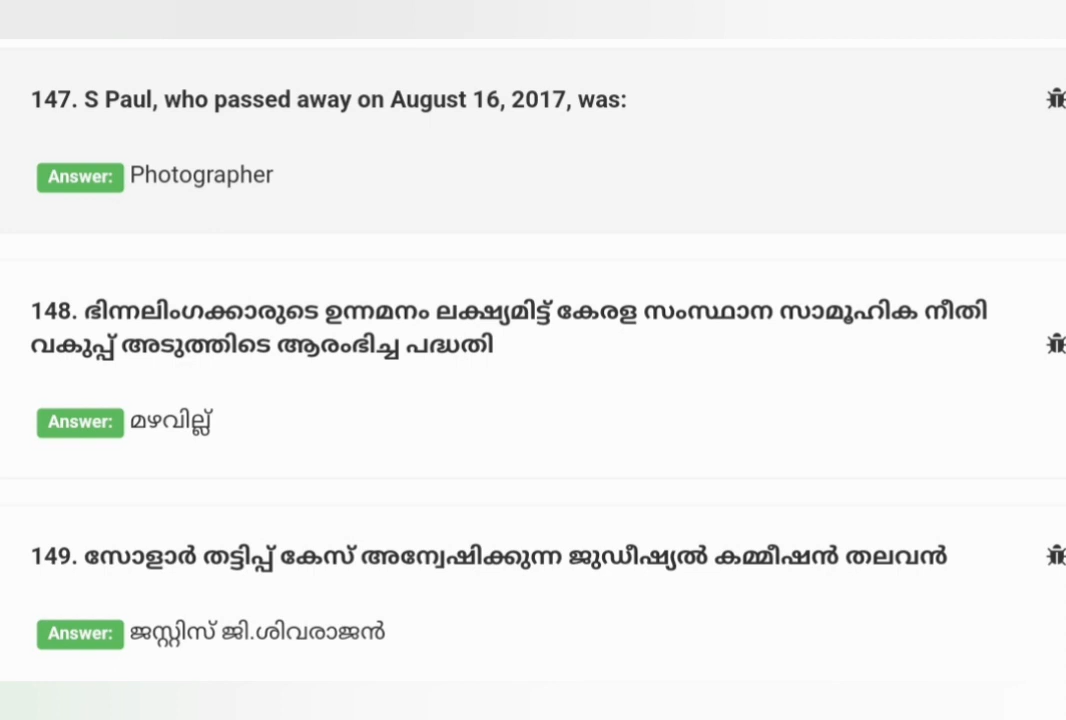 147. S Paul, who passed away on August 16, 2017, was:
Answer: Photographer
148. ഭിന്നലിംഗക്കാരുടെ ഉന്നമനം ലക്ഷ്യമിട്ട് കേരള സംസ്ഥാന സാമൂഹിക നീതി
വകുപ്പ് അടുത്തിടെ ആരംഭിച്ച പദ്ധതി
Answer: മഴവില്ല്
149. സോളാർ തട്ടിപ്പ് കേസ് അന്വേഷിക്കുന്ന ജുഡീഷ്യൽ കമ്മീഷൻ തലവൻ
Answer: ജസ്റ്റിസ് ജി.ശിവരാജൻ